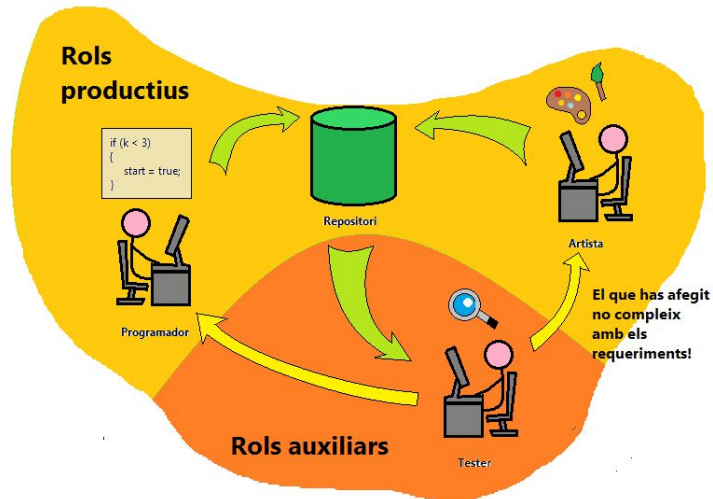 Rols
productius
if (k < 3)
{
start = true;
}
Repositori
Artista
Programador
El que has afegit
no compleix
amb els
requeriments!
Rols auxiliars
Tester